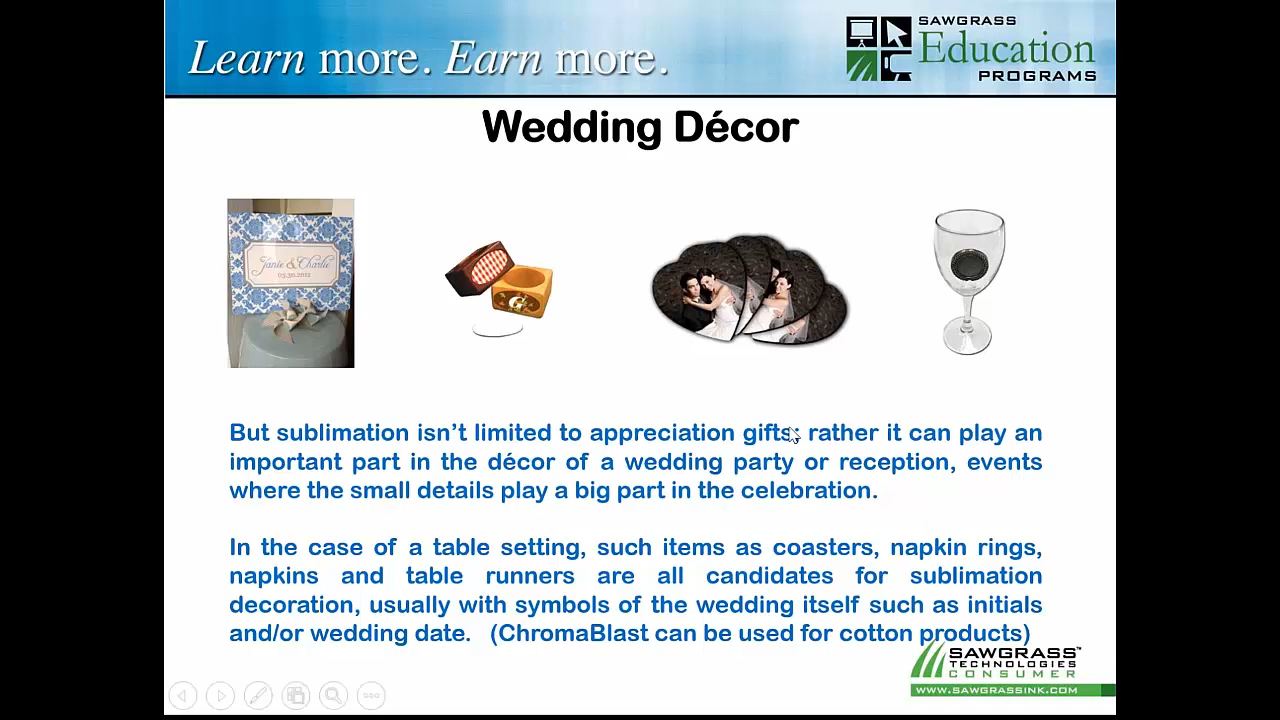 Learn more. Earn more.
SAWGRASS
Education
PROGRAMS
Wedding Décor
Janie & Charlie
But sublimation isn't limited to appreciation gifts; rather it can play an
important part in the décor of a wedding party or reception, events
where the small details play a big part in the celebration.
In the case of a table setting, such items as coasters, napkin rings,
napkins and table runners are all candidates for sublimation
decoration, usually with symbols of the wedding itself such as initials
and/or wedding date. (ChromaBlast can be used for cotton products)
SAWGRASS™
TECHNOLOGIES
CONSUMER
WWW.SAWGRASSINK.COM